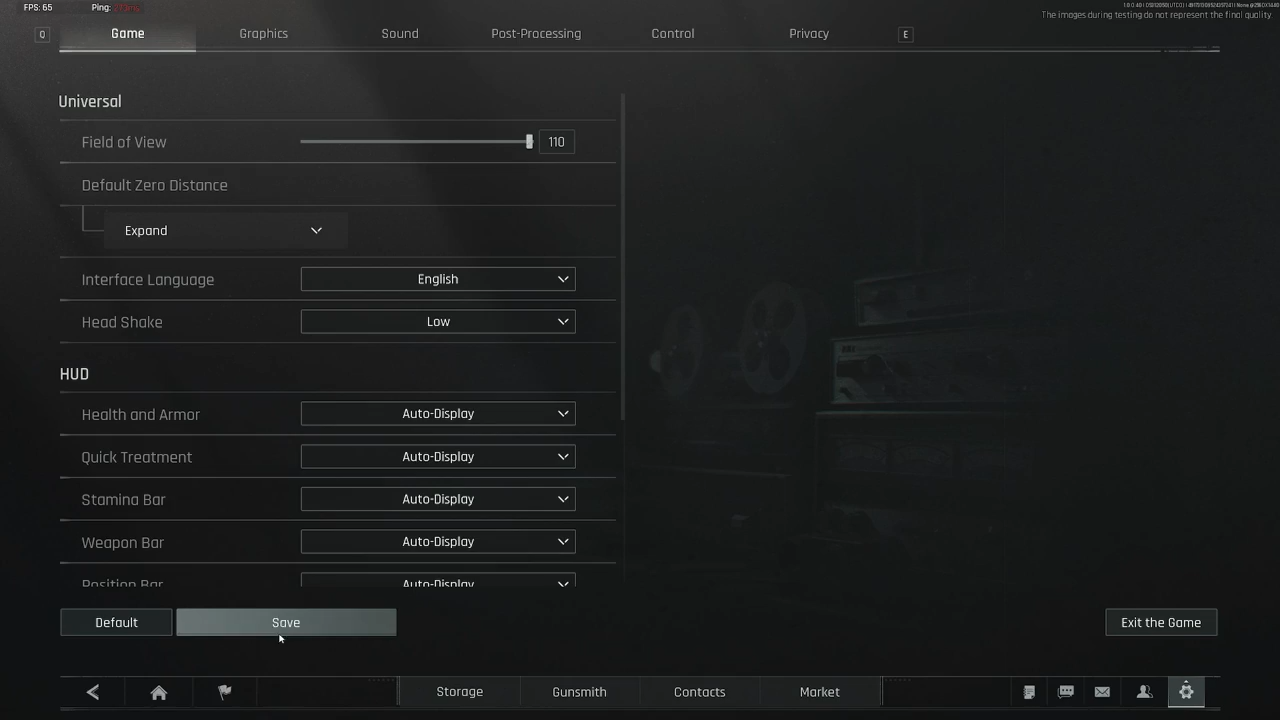 FPS: 65 Ping:
The images during testing do not represent the final quality
Q Game Graphics Sound Post-Processing Control Privacy E
Universal
Field of View 110
Default Zero Distance
Expand
Interface Language English
Head Shake Low
HUD
Health and Armor Auto-Display
Quick Treatment Auto-Display
Stamina Bar Auto-Display
Weapon Bar Auto-Display
Position Bar Auto-Display
Default Save Exit the Game
Storage Gunsmith Contacts Market